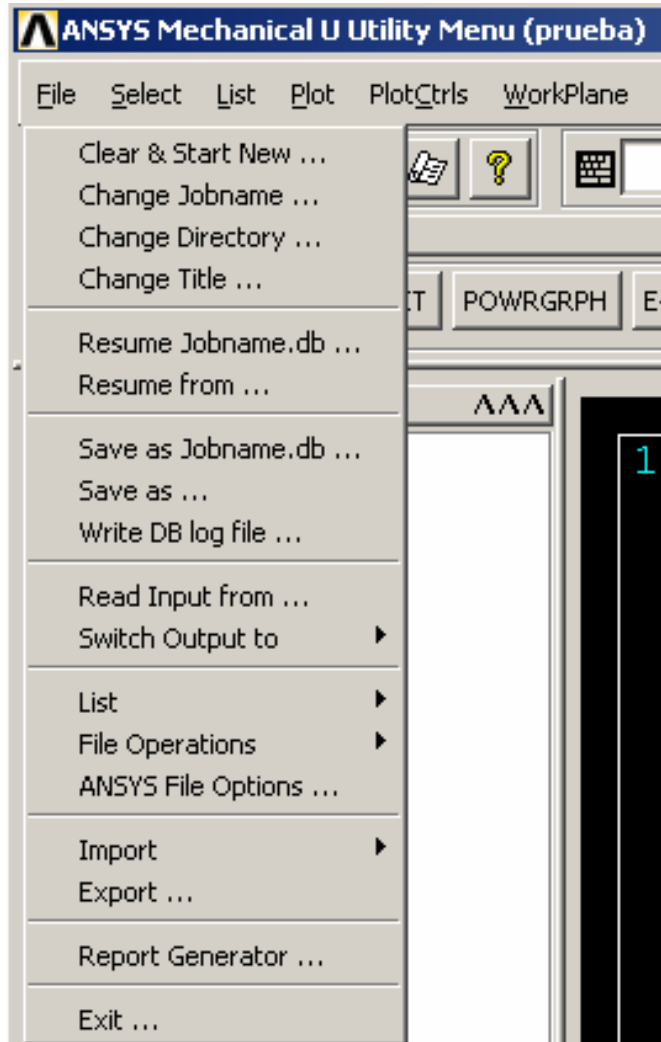 ANSYS Mechanical U Utility Menu (prueba)
File Select List Plot PlotCtrls WorkPlane
Clear & Start New ...
Change Jobname ...
Change Directory ...
Change Title ...
POWRGRPH
Resume Jobname.db ...
Resume from ...
ΛΛΛ
Save as Jobname.db ...
1
Save as ...
Write DB log file ...
Read Input from ...
Switch Output to
List
File Operations
ANSYS File Options ...
Import
Export ...
Report Generator ...
Exit ...